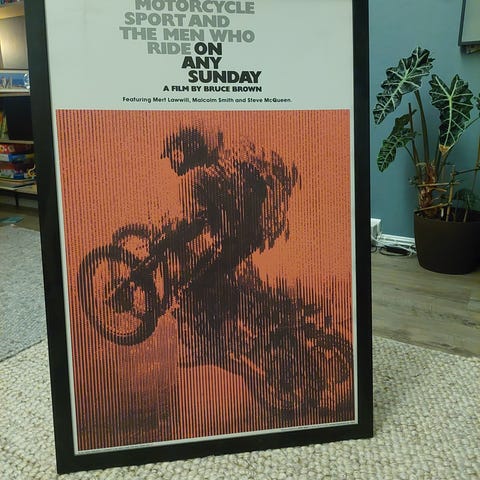 MOTORCYCLE
SPORT AND
THE MEN WHO
RIDE ON
ANY
SUNDAY
A FILM BY BRUCE BROWN
Featuring Mert Lawwill, Malcolm Smith and Steve McQueen.